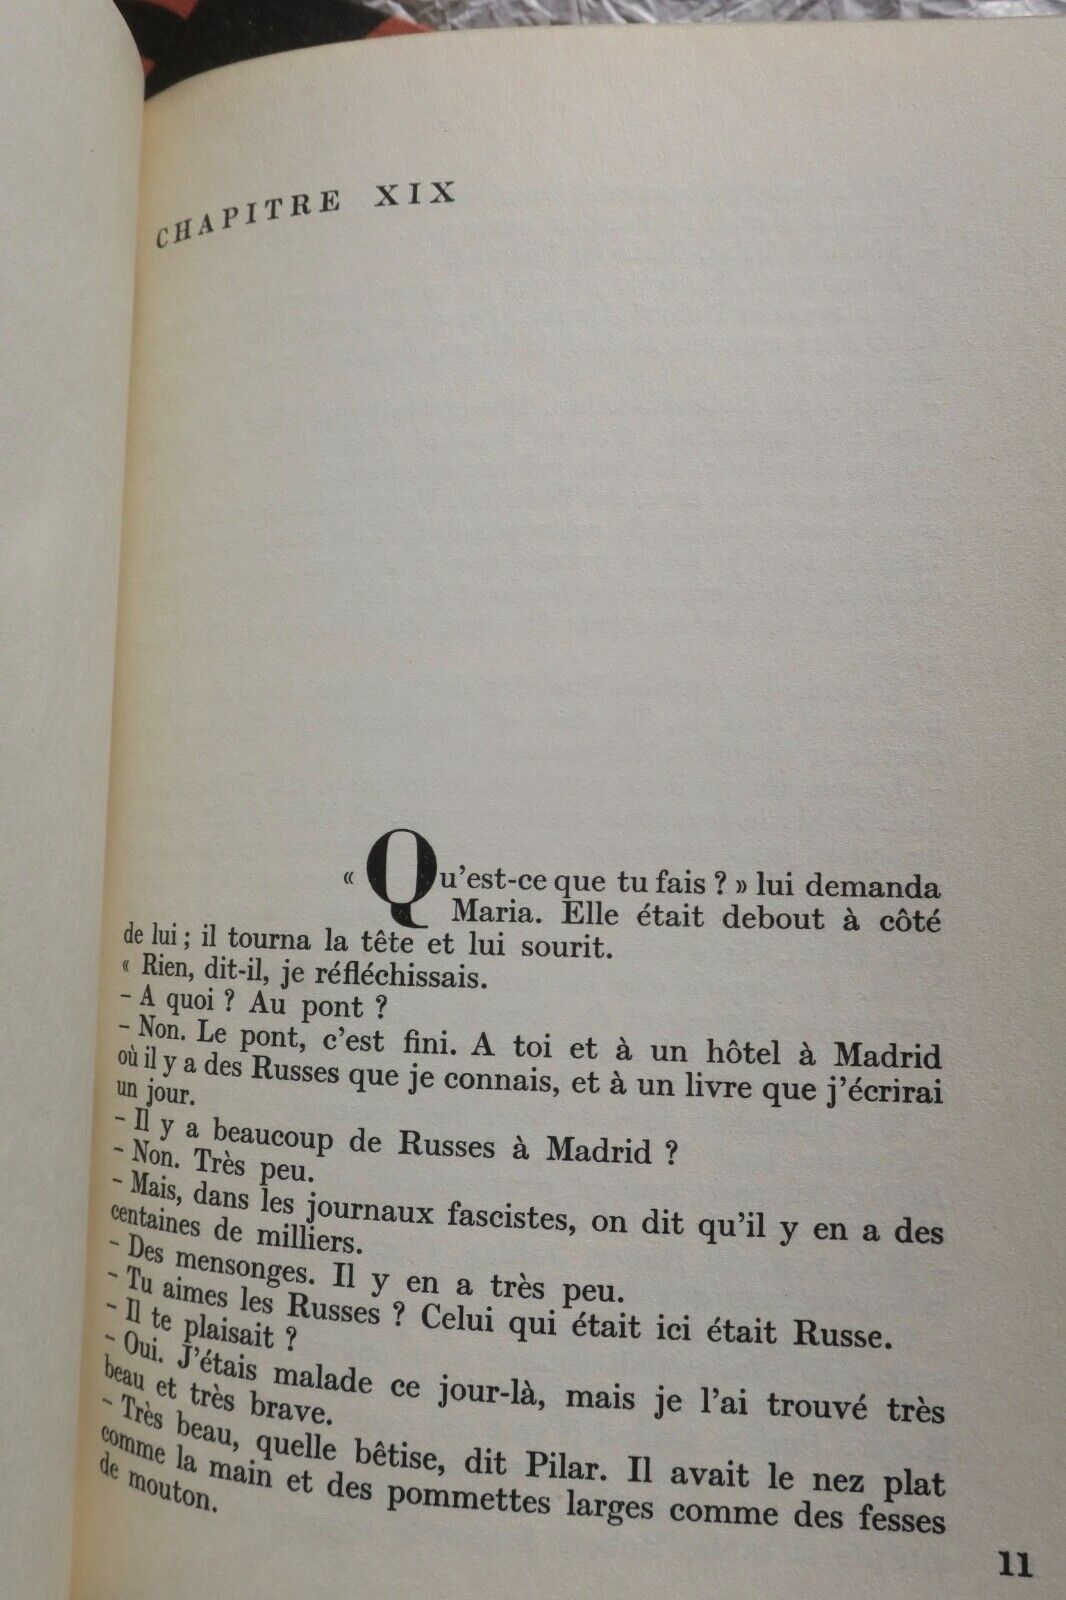 CHAPITRE XIX
« Qu'est-ce que tu fais ? » lui demanda
Maria. Elle était debout à côté
de lui ; il tourna la tête et lui sourit.
« Rien, dit-il, je réfléchissais.
– A quoi ? Au pont ?
– Non. Le pont, c'est fini. A toi et à un hôtel à Madrid
où il y a des Russes que je connais, et à un livre que j'écrirai
un jour.
– Il y a beaucoup de Russes à Madrid ?
– Non. Très peu.
– Mais, dans les journaux fascistes, on dit qu'il y en a des
centaines de milliers.
– Des mensonges. Il y en a très peu.
– Tu aimes les Russes ? Celui qui était ici était Russe.
– Il te plaisait ?
– Oui. J'étais malade ce jour-là, mais je l'ai trouvé très
beau et très brave.
– Très beau, quelle bêtise, dit Pilar. Il avait le nez plat
comme la main et des pommettes larges comme des fesses
de mouton.
11